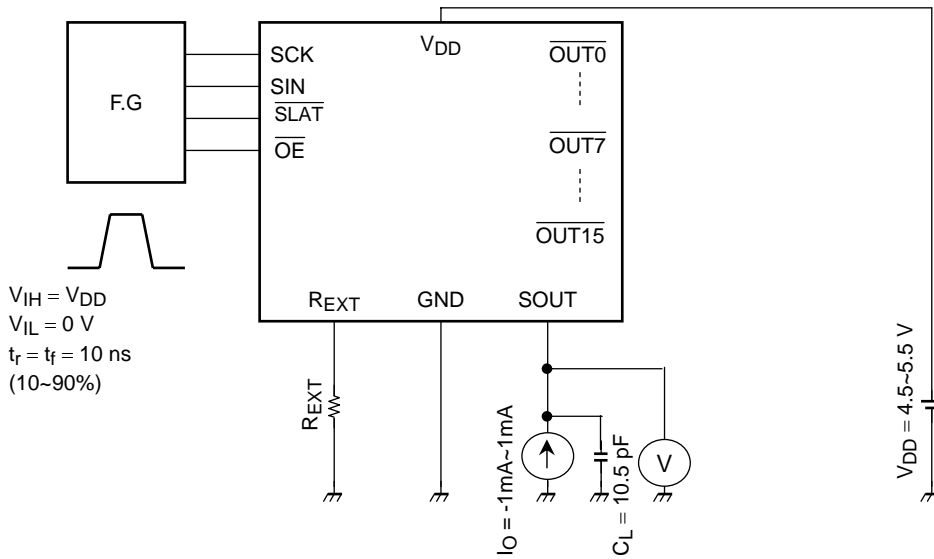 F.G
SCK
SIN
SLAT
OE
VDD
OUT0
OUT7
OUT15
REXT
GND
SOUT
VIH = VDD
VIL = 0 V
tr = tf = 10 ns
(10~90%)
REXT
IO = -1mA~1mA
CL = 10.5 pF
V
VDD = 4.5~5.5 V